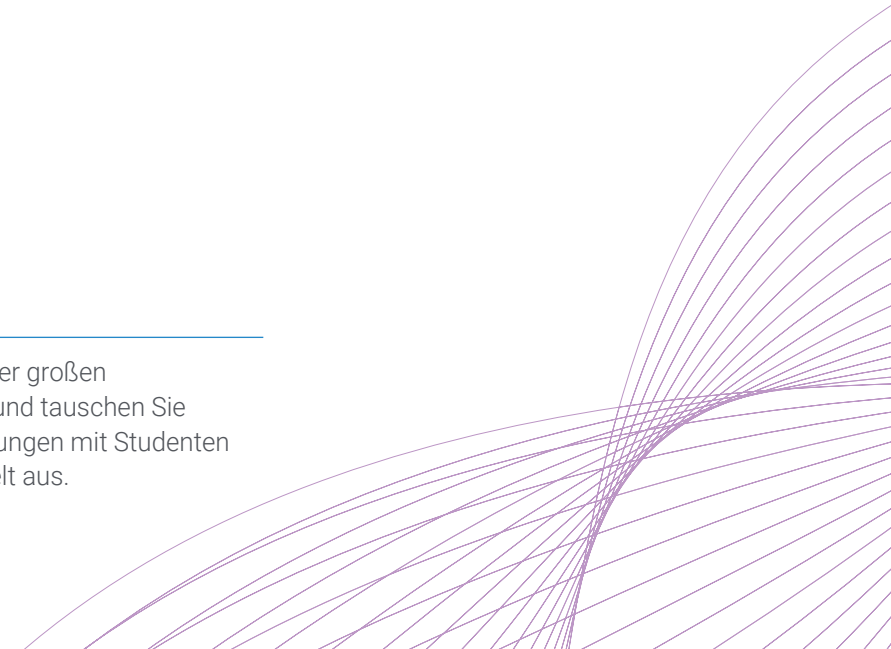 er großen
und tauschen Sie
ungen mit Studenten
lt aus.